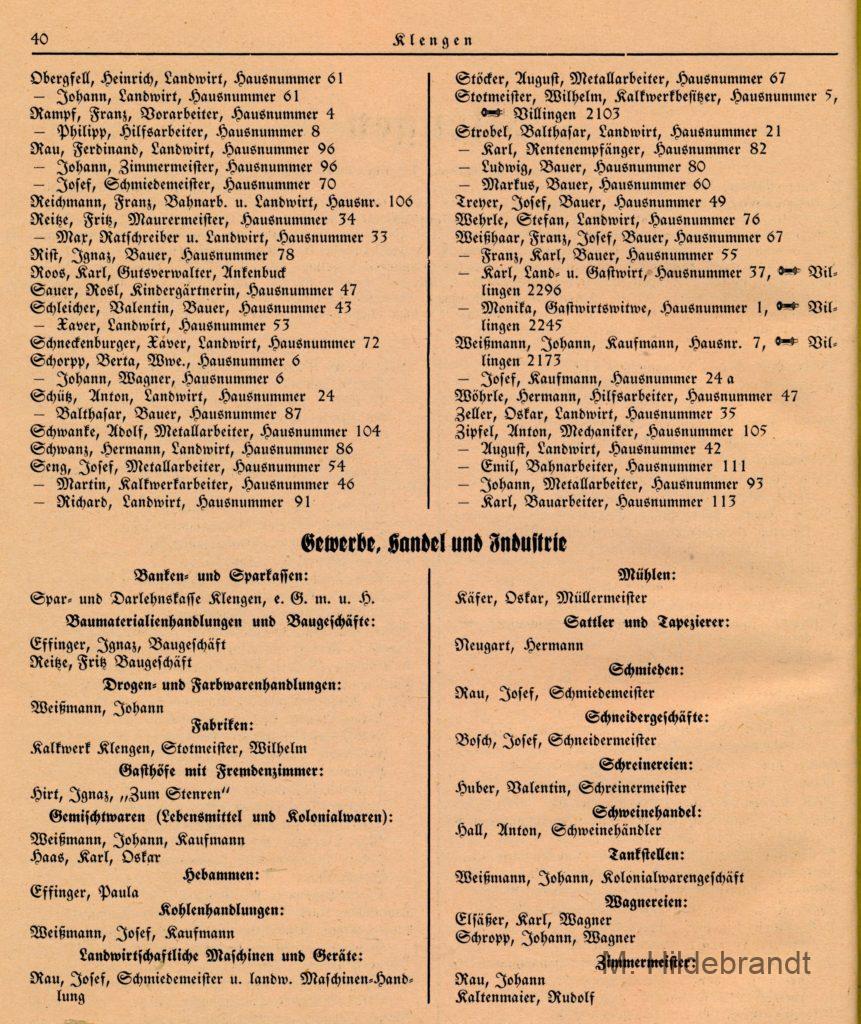 40
Klengen
Obergfell, Heinrich, Landwirt, Hausnummer 61
— Johann, Landwirt, Hausnummer 61
Rampf, Franz, Vorarbeiter, Hausnummer 4
— Philipp, Hilfsarbeiter, Hausnummer 8
Rau, Ferdinand, Landwirt, Hausnummer 96
— Johann, Zimmermeister, Hausnummer 96
— Josef, Schmiedemeister, Hausnummer 70
Reichmann, Franz, Bahnarb. u. Landwirt, Hausnr. 106
Reitze, Fritz, Maurermeister, Hausnummer 34
— Max, Ratschreiber u. Landwirt, Hausnummer 33
Rist, Ignaz, Bauer, Hausnummer 78
Roos, Karl, Gutsverwalter, Ankenbuck
Sauer, Rosl, Kindergärtnerin, Hausnummer 47
Schleicher, Valentin, Bauer, Hausnummer 43
— Xaver, Landwirt, Hausnummer 53
Schneckenburger, Xaver, Landwirt, Hausnummer 72
Schorpp, Berta, Wwe., Hausnummer 6
— Johann, Wagner, Hausnummer 6
Schütz, Anton, Landwirt, Hausnummer 24
— Balthasar, Bauer, Hausnummer 87
Schwanke, Adolf, Metallarbeiter, Hausnummer 104
Schwanz, Hermann, Landwirt, Hausnummer 86
Seng, Josef, Metallarbeiter, Hausnummer 54
— Martin, Kalkwerkarbeiter, Hausnummer 46
— Richard, Landwirt, Hausnummer 91
Stöcker, August, Metallarbeiter, Hausnummer 67
Stotmeister, Wilhelm, Kalkwerkbesitzer, Hausnummer 5,
Villingen 2103
Strobel, Balthasar, Landwirt, Hausnummer 21
— Karl, Rentenempfänger, Hausnummer 82
— Ludwig, Bauer, Hausnummer 80
— Markus, Bauer, Hausnummer 60
Treyer, Josef, Bauer, Hausnummer 49
Wehrle, Stefan, Landwirt, Hausnummer 76
Weißhaar, Franz, Josef, Bauer, Hausnummer 67
— Franz, Karl, Bauer, Hausnummer 55
— Karl, Land- u. Gastwirt, Hausnummer 37, Vil-
lingen 2296
— Monika, Gastwirtswitwe, Hausnummer 1, Vil-
lingen 2245
Weißmann, Johann, Kaufmann, Hausnr. 7, Vil-
lingen 2173
— Josef, Kaufmann, Hausnummer 24 a
Wöhrle, Hermann, Hilfsarbeiter, Hausnummer 47
Zeller, Oskar, Landwirt, Hausnummer 35
Zipfel, Anton, Mechaniker, Hausnummer 105
— August, Landwirt, Hausnummer 42
— Emil, Bahnarbeiter, Hausnummer 111
— Johann, Metallarbeiter, Hausnummer 93
— Karl, Bauarbeiter, Hausnummer 113
Gewerbe, Handel und Industrie
Banken- und Sparkassen:
Spar- und Darlehnskasse Klengen, e. G. m. u. H.
Baumaterialienhandlungen und Baugeschäfte:
Effinger, Ignaz, Baugeschäft
Reitze, Fritz Baugeschäft
Drogen- und Farbwarenhandlungen:
Weißmann, Johann
Fabriken:
Kalkwerk Klengen, Stotmeister, Wilhelm
Gasthöfe mit Fremdenzimmer:
Hirt, Ignaz, „Zum Stenren“
Gemischtwaren (Lebensmittel und Kolonialwaren):
Weißmann, Johann, Kaufmann
Haas, Karl, Oskar
Hebammen:
Effinger, Paula
Kohlenhandlungen:
Weißmann, Josef, Kaufmann
Landwirtschaftliche Maschinen und Geräte:
Rau, Josef, Schmiedemeister u. landw. Maschinen-Hand-
lung
Mühlen:
Käfer, Oskar, Müllermeister
Sattler und Tapezierer:
Neugart, Hermann
Schmieden:
Rau, Josef, Schmiedemeister
Schneidergeschäfte:
Bosch, Josef, Schneidermeister
Schreinereien:
Huber, Valentin, Schreinermeister
Schweinehandel:
Hall, Anton, Schweinehändler
Tankstellen:
Weißmann, Johann, Kolonialwarengeschäft
Wagnereien:
Elsäßer, Karl, Wagner
Schropp, Johann, Wagner
Zimmermeister:
M. Hildebrandt
Rau, Johann
Kaltenmaier, Rudolf